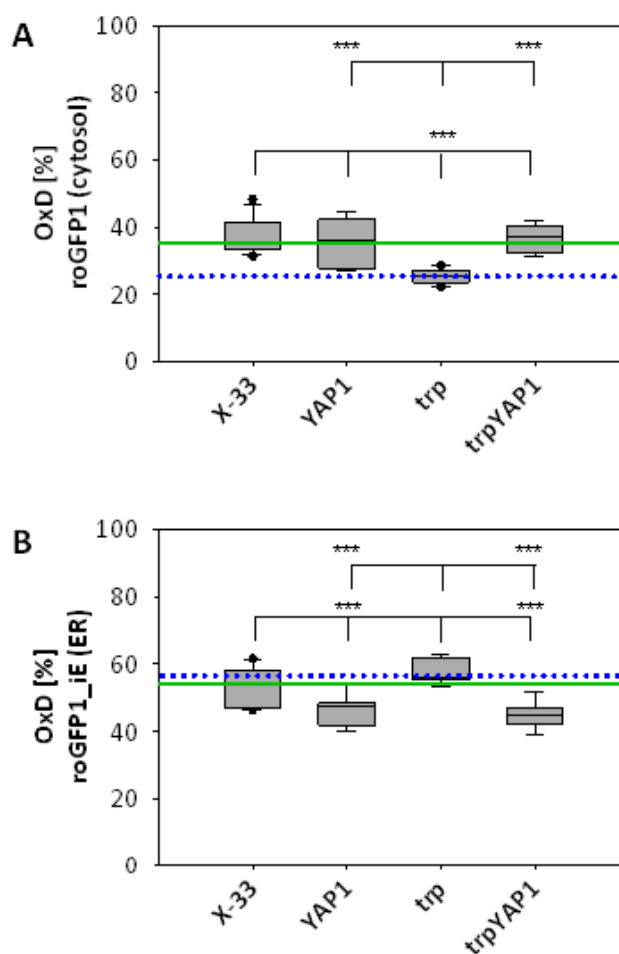 A
OxD [%]
roGFP1 (cytosol)
100
80
60
40
20
0
*** ***
***
X-33 YAP1 trp trpYAP1
B
OxD [%]
roGFP1_iE (ER)
100
80
60
40
20
0
*** ***
*** ***
X-33 YAP1 trp trpYAP1